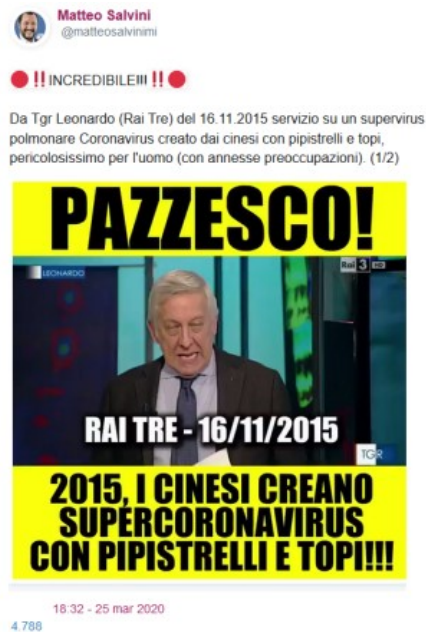 Matteo Salvini
@matteosalvinimi
🔴‼️INCREDIBILE!!!‼️🔴
Da Tgr Leonardo (Rai Tre) del 16.11.2015 servizio su un supervirus
polmonare Coronavirus creato dai cinesi con pipistrelli e topi,
pericolosissimo per l'uomo (con annesse preoccupazioni). (1/2)
PAZZESCO!
LEONARDO
Rai 3 HD
RAI TRE - 16/11/2015
TGR
2015, I CINESI CREANO
SUPERCORONAVIRUS
CON PIPISTRELLI E TOPI!!!
18:32 - 25 mar 2020
4.788